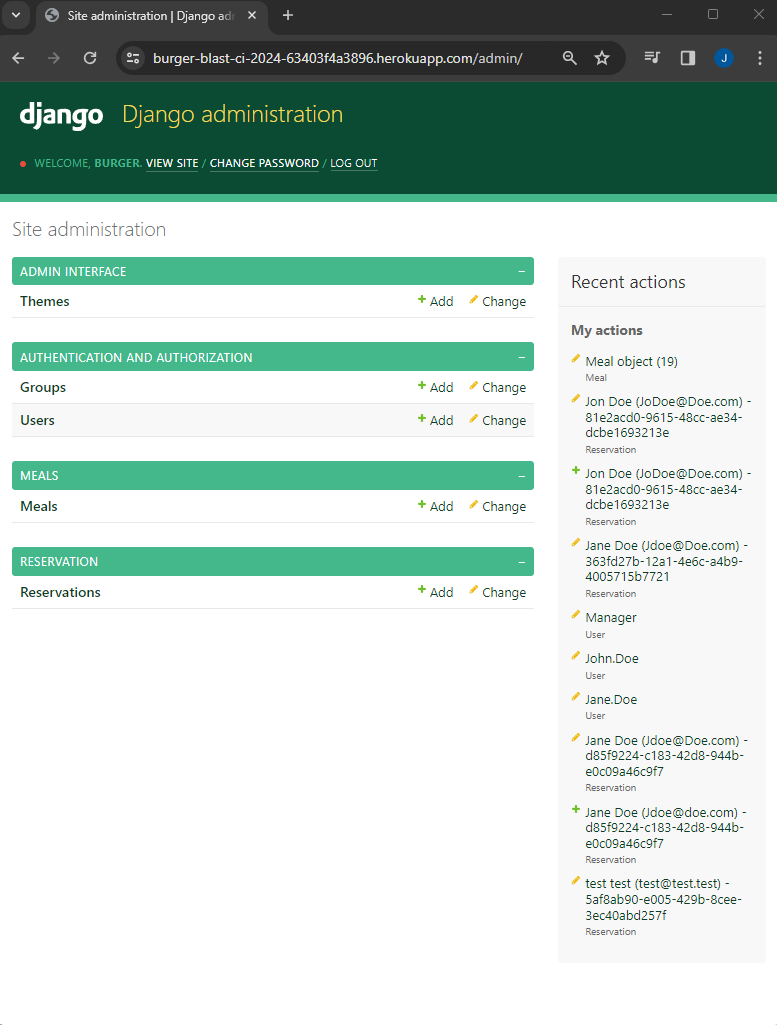 Site administration | Django adm
burger-blast-ci-2024-63403f4a3896.herokuapp.com/admin/
J
django Django administration
WELCOME, BURGER. VIEW SITE / CHANGE PASSWORD / LOG OUT
Site administration
ADMIN INTERFACE –
Themes + Add Change
AUTHENTICATION AND AUTHORIZATION –
Groups + Add Change
Users + Add Change
MEALS –
Meals + Add Change
RESERVATION –
Reservations + Add Change
Recent actions
My actions
Meal object (19)
Meal
Jon Doe (JoDoe@Doe.com) -
81e2acd0-9615-48cc-ae34-
dcbe1693213e
Reservation
+ Jon Doe (JoDoe@Doe.com) -
81e2acd0-9615-48cc-ae34-
dcbe1693213e
Reservation
Jane Doe (Jdoe@Doe.com) -
363fd27b-12a1-4e6c-a4b9-
4005715b7721
Reservation
Manager
User
John.Doe
User
Jane.Doe
User
Jane Doe (Jdoe@Doe.com) -
d85f9224-c183-42d8-944b-
e0c09a46c9f7
Reservation
+ Jane Doe (Jdoe@doe.com) -
d85f9224-c183-42d8-944b-
e0c09a46c9f7
Reservation
test test (test@test.test) -
5af8ab90-e005-429b-8cee-
3ec40abd257f
Reservation